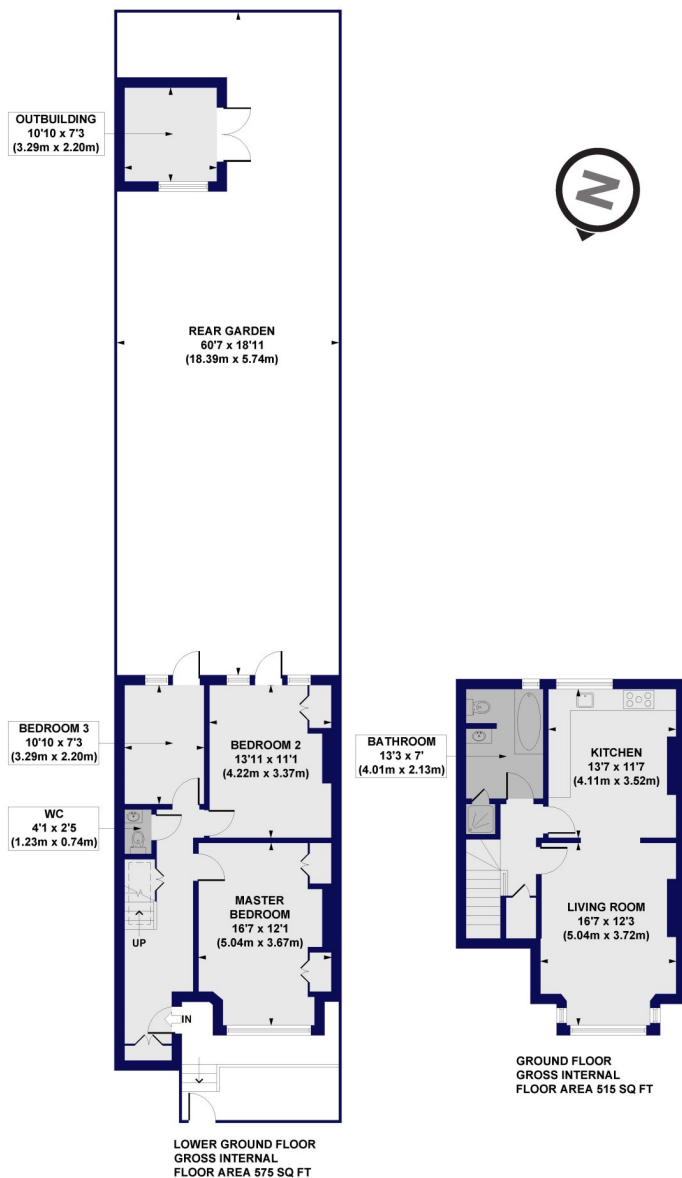 OUTBUILDING
10'10 x 7'3
(3.29m x 2.20m)
N
REAR GARDEN
60'7 x 18'11
(18.39m x 5.74m)
BEDROOM 3
10'10 x 7'3
(3.29m x 2.20m)
BEDROOM 2
13'11 x 11'1
(4.22m x 3.37m)
WC
4'1 x 2'5
(1.23m x 0.74m)
MASTER
BEDROOM
16'7 x 12'1
(5.04m x 3.67m)
UP
IN
LOWER GROUND FLOOR
GROSS INTERNAL
FLOOR AREA 575 SQ FT
BATHROOM
13'3 x 7'
(4.01m x 2.13m)
KITCHEN
13'7 x 11'7
(4.11m x 3.52m)
LIVING ROOM
16'7 x 12'3
(5.04m x 3.72m)
GROUND FLOOR
GROSS INTERNAL
FLOOR AREA 515 SQ FT